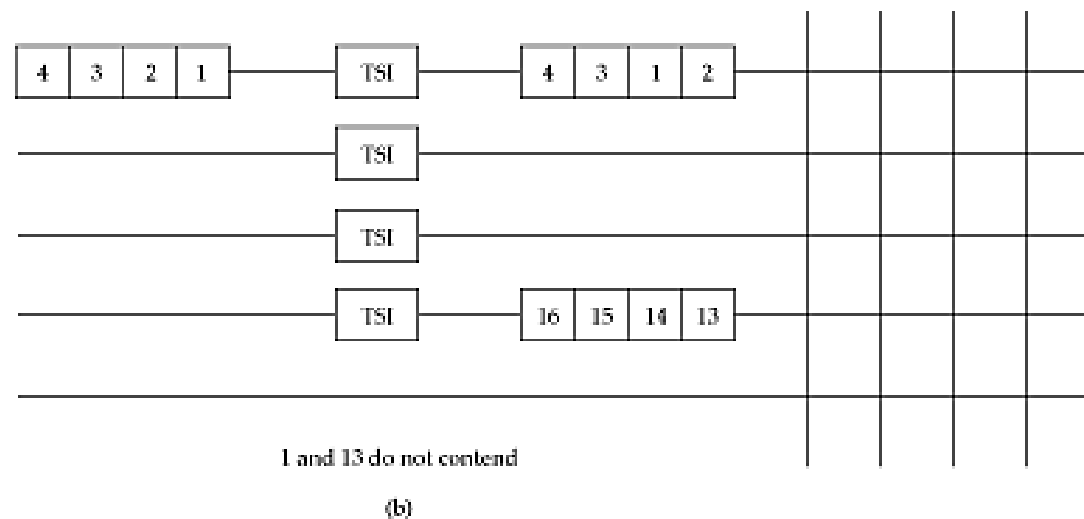 4 3 2 1 TSI 4 3 1 2
TSI
TSI
TSI 16 15 14 13
1 and 13 do not contend
(b)